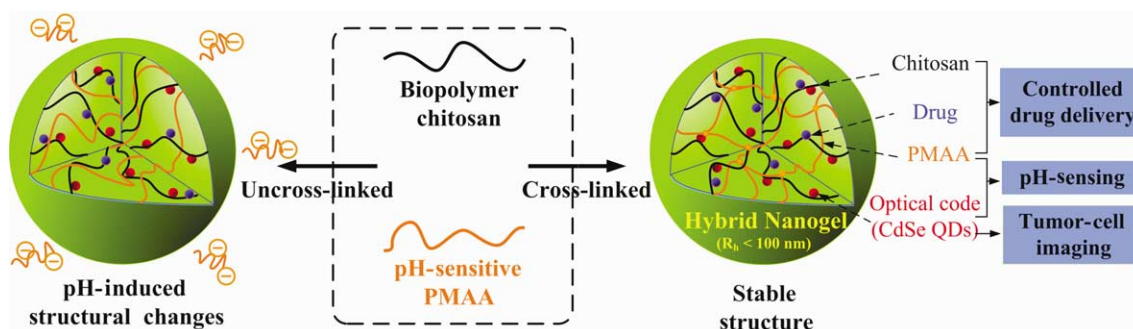 Biopolymer
chitosan
Uncross-linked
Cross-linked
pH-sensitive
PMAA
pH-induced
structural changes
Hybrid Nanogel
(Rh < 100 nm)
Stable
structure
Chitosan
Drug
PMAA
Optical code
(CdSe QDs)
Controlled
drug delivery
pH-sensing
Tumor-cell
imaging